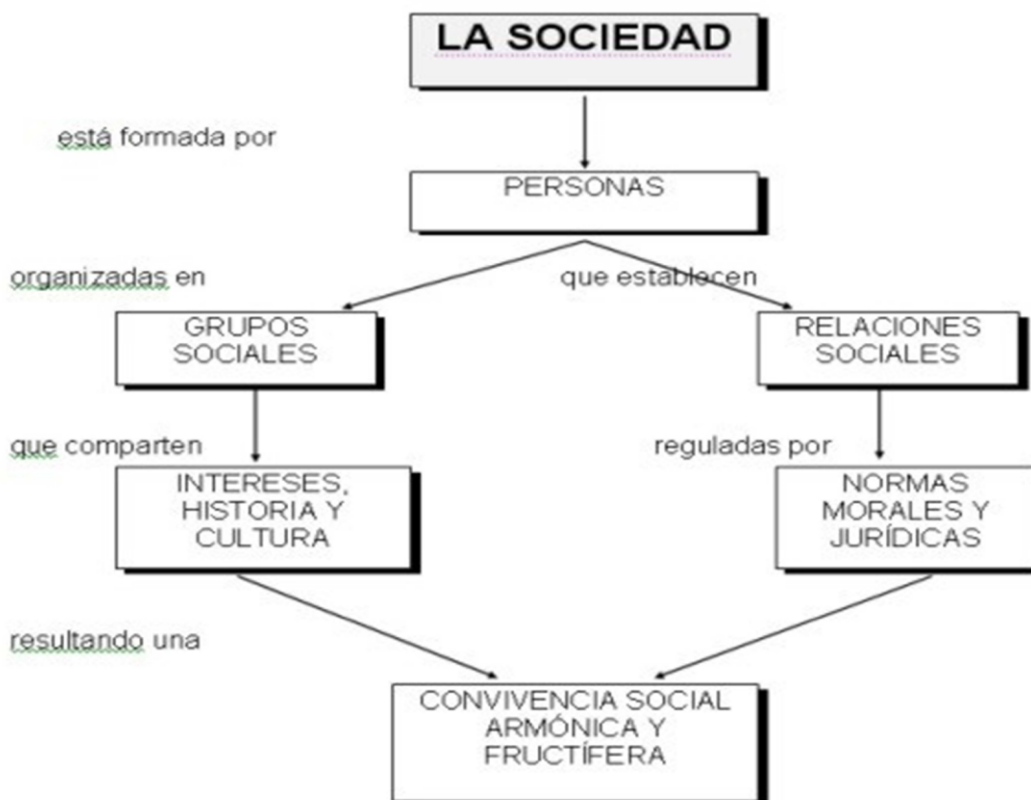 LA SOCIEDAD
está formada por
PERSONAS
organizadas en
que establecen
GRUPOS
SOCIALES
RELACIONES
SOCIALES
que comparten
reguladas por
INTERESES,
HISTORIA Y
CULTURA
NORMAS
MORALES Y
JURÍDICAS
resultando una
CONVIVENCIA SOCIAL
ARMÓNICA Y
FRUCTÍFERA